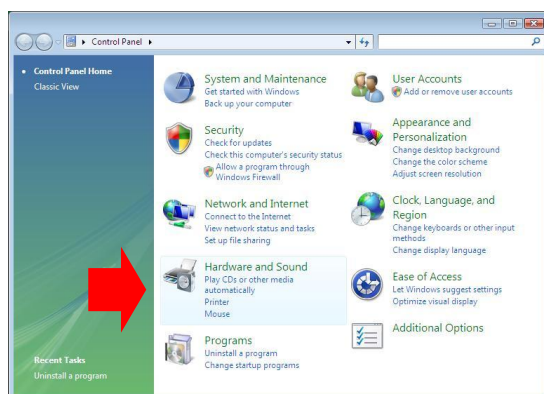 Control Panel
Control Panel Home
Classic View
System and Maintenance
Get started with Windows
Back up your computer
Security
Check for updates
Check this computer's security status
Allow a program through
Windows Firewall
Network and Internet
Connect to the Internet
View network status and tasks
Set up file sharing
Hardware and Sound
Play CDs or other media
automatically
Printer
Mouse
Programs
Uninstall a program
Change startup programs
User Accounts
Add or remove user accounts
Appearance and
Personalization
Change desktop background
Change the color scheme
Adjust screen resolution
Clock, Language, and
Region
Change keyboards or other input
methods
Change display language
Ease of Access
Let Windows suggest settings
Optimize visual display
Additional Options
Recent Tasks
Uninstall a program